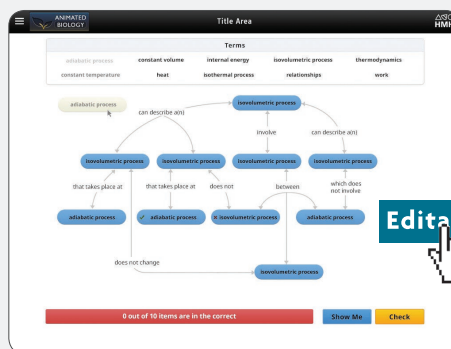 ANIMATED
BIOLOGY
Title Area
HMH
Terms
adiabatic process constant volume internal energy isovolumetric process thermodynamics
constant temperature heat isothermal process relationships work
adiabatic process
isovolumetric process
can describe a(n)
involve can describe a(n)
isovolumetric process isovolumetric process isovolumetric process isovolumetric process
that takes place at that takes place at does not between which does
not involve
adiabatic process adiabatic process isovolumetric process adiabatic process
does not change
isovolumetric process
0 out of 10 items are in the correct Show Me Check